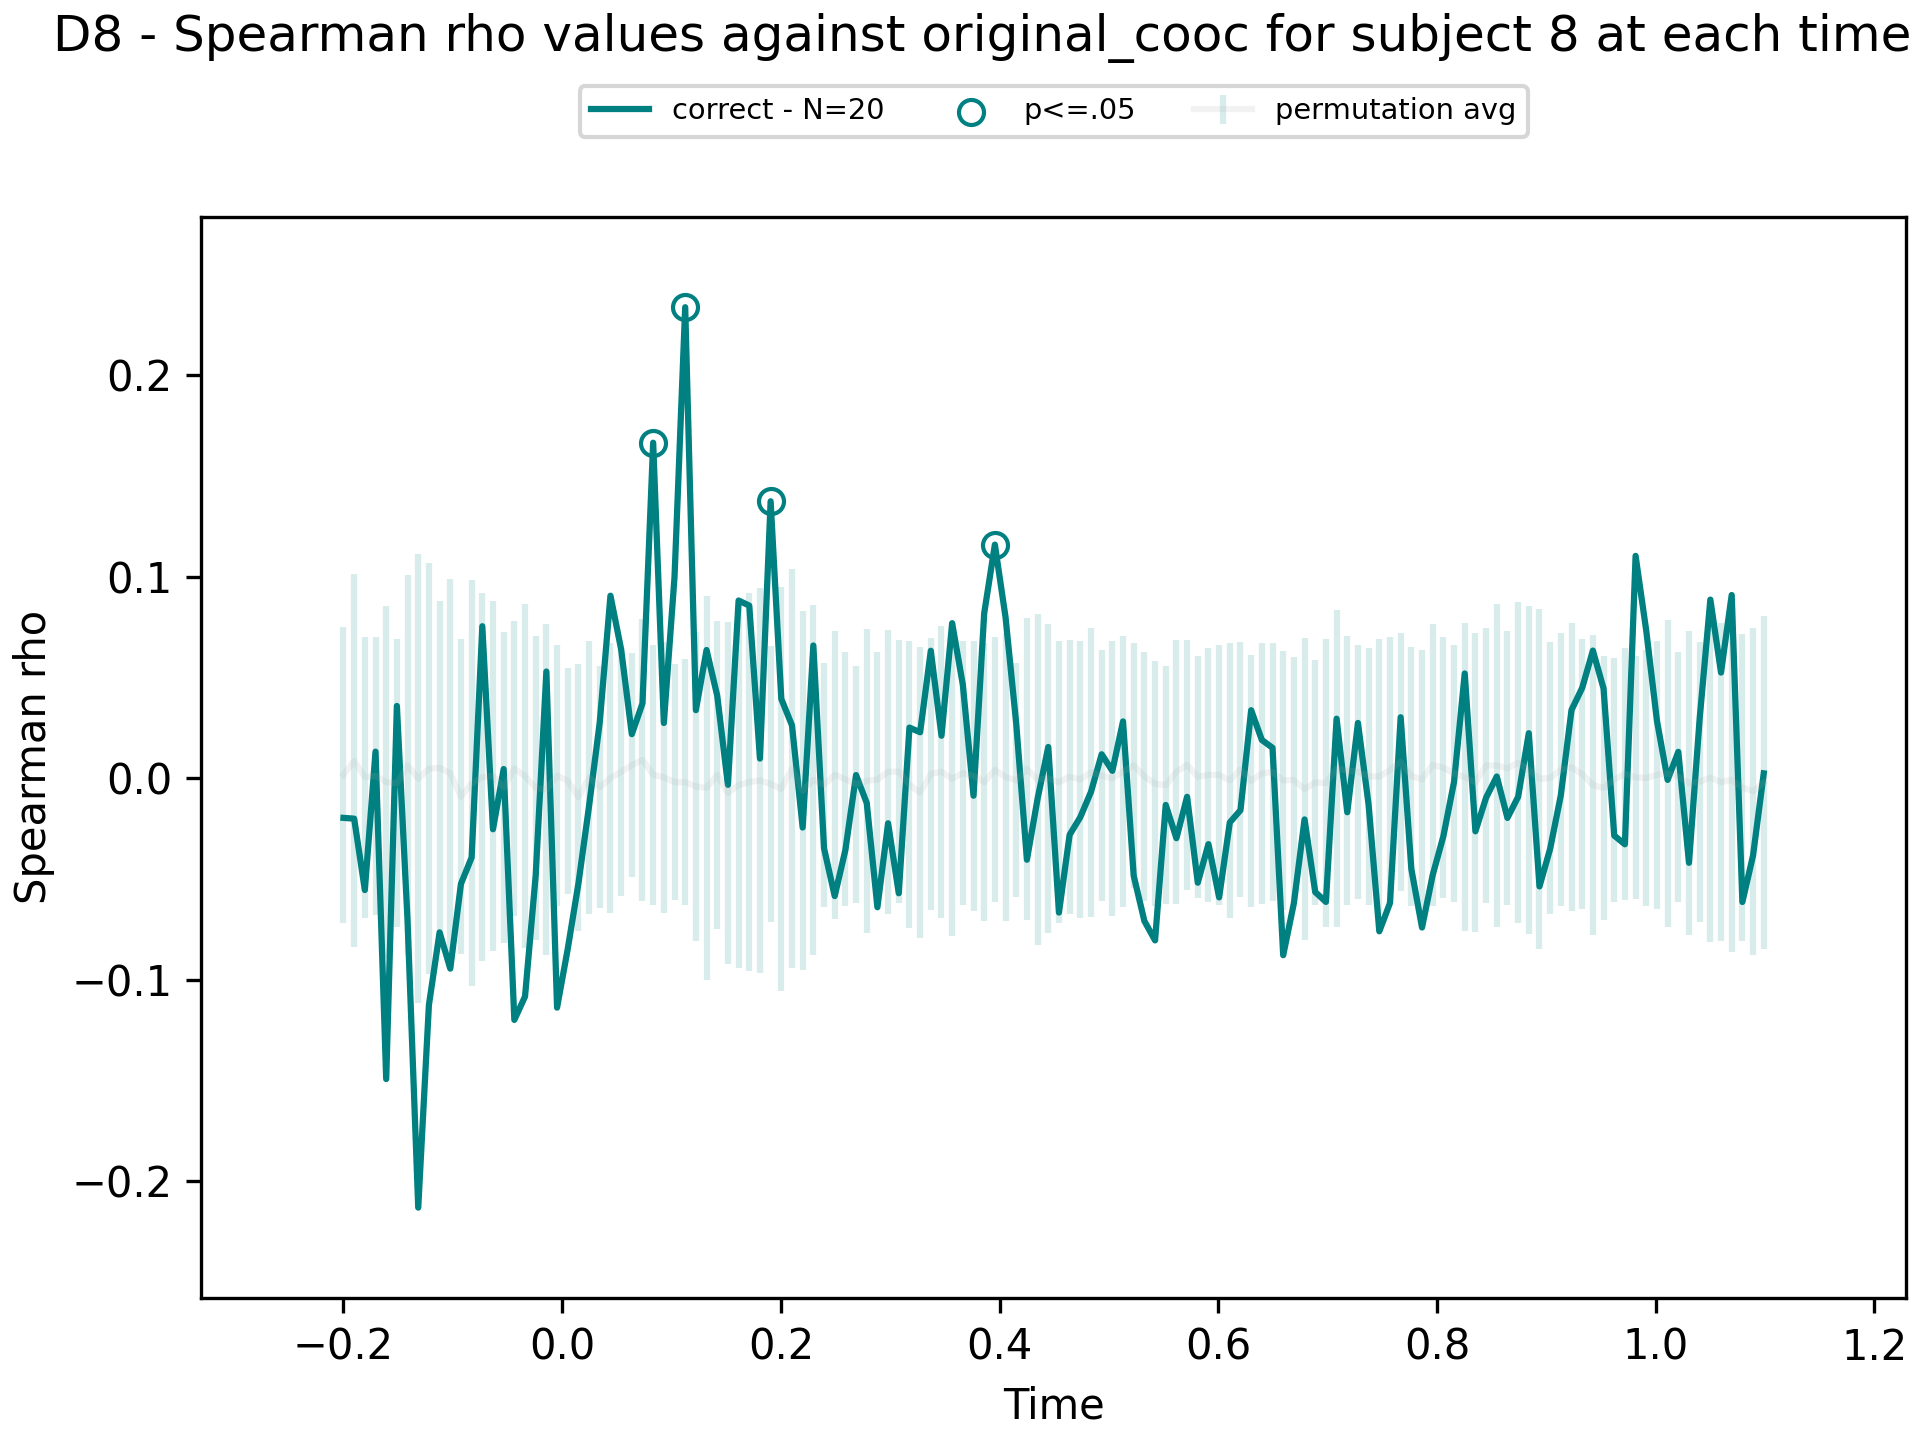 D8 - Spearman rho values against original_cooc for subject 8 at each time
correct - N=20 p<=.05 permutation avg
0.2
0.1
0.0
−0.1
−0.2
Spearman rho
−0.2 0.0 0.2 0.4 0.6 0.8 1.0 1.2
Time